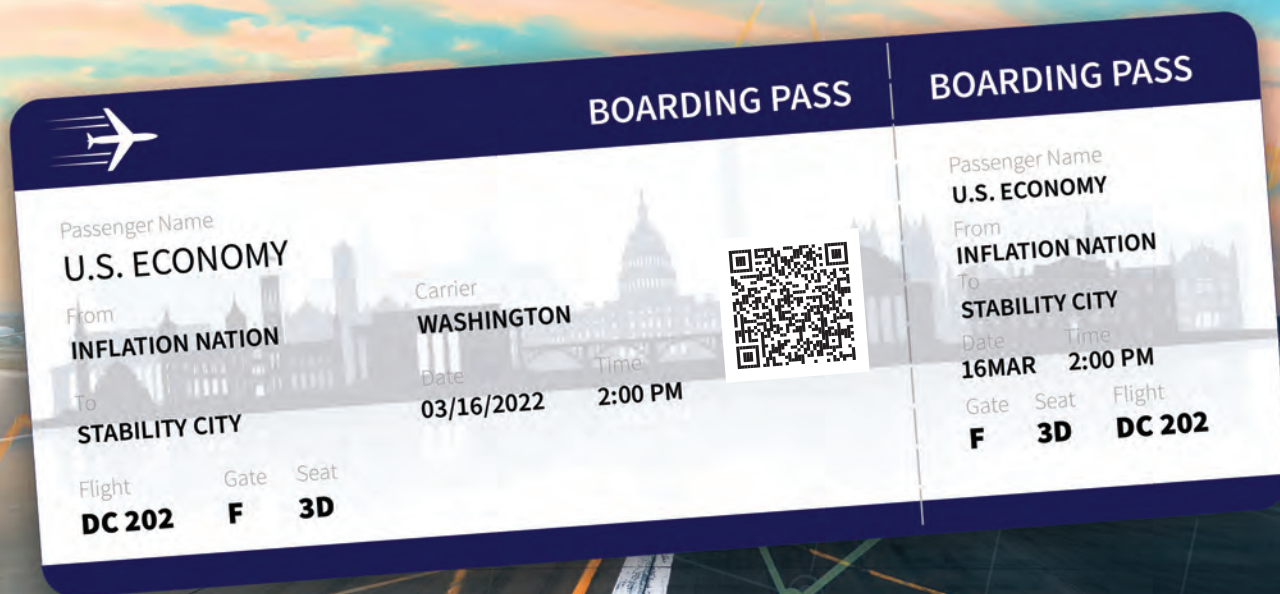 BOARDING PASS
Passenger Name
U.S. ECONOMY
From
INFLATION NATION
To
STABILITY CITY
Carrier
WASHINGTON
Date Time
03/16/2022 2:00 PM
Flight Gate Seat
DC 202 F 3D
BOARDING PASS
Passenger Name
U.S. ECONOMY
From
INFLATION NATION
To
STABILITY CITY
Date Time
16MAR 2:00 PM
Gate Seat Flight
F 3D DC 202